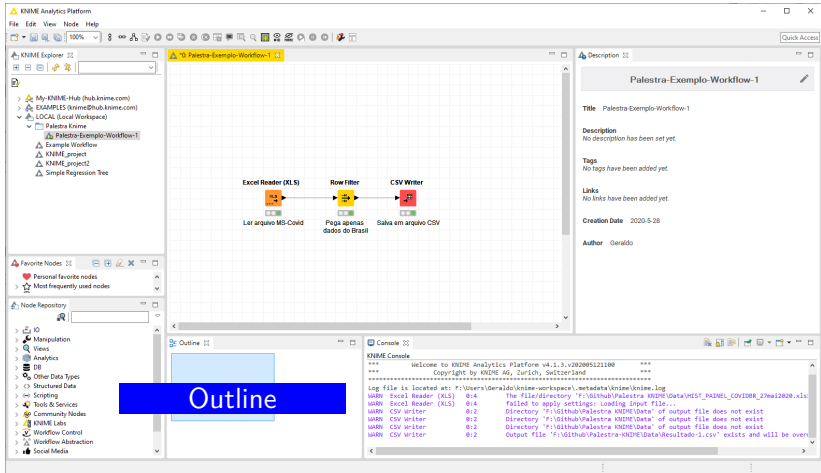 KNIME Analytics Platform
File Edit View Node Help
100%
Quick Access
KNIME Explorer
My-KNIME-Hub (hub.knime.com)
EXAMPLES (knime@hub.knime.com)
LOCAL (Local Workspace)
Palestra Knime
Palestra-Exemplo-Workflow-1
Example Workflow
KNIME_project
KNIME_project2
Simple Regression Tree
Favorite Nodes
Personal favorite nodes
Most frequently used nodes
Node Repository
IO
Manipulation
Views
Analytics
DB
Other Data Types
Structured Data
Scripting
Tools & Services
Community Nodes
KNIME Labs
Workflow Control
Workflow Abstraction
Social Media
*0: Palestra-Exemplo-Workflow-1
Excel Reader (XLS) Row Filter CSV Writer
XLS
Ler arquivo MS-Covid Pega apenas Salva em arquivo CSV
dados do Brasil
Description
Palestra-Exemplo-Workflow-1
Title Palestra-Exemplo-Workflow-1
Description
No description has been set yet.
Tags
No tags have been added yet.
Links
No links have been added yet.
Creation Date 2020-5-28
Author Geraldo
Outline
Outline
Console
KNIME Console
*** Welcome to KNIME Analytics Platform v4.1.3.v202005121100 ***
*** Copyright by KNIME AG, Zurich, Switzerland ***
Log file is located at: F:\Users\Geraldo\knime-workspace\.metadata\knime\knime.log
WARN Excel Reader (XLS) 0:4 The file/directory 'F:\Github\Palestra KNIME\Data\HIST_PAINEL_COVIDBR_27mai2020.xls
WARN Excel Reader (XLS) 0:4 failed to apply settings: Loading input file...
WARN CSV Writer 0:2 Directory 'F:\Github\Palestra KNIME\Data' of output file does not exist
WARN CSV Writer 0:2 Directory 'F:\Github\Palestra KNIME\Data' of output file does not exist
WARN CSV Writer 0:2 Directory 'F:\Github\Palestra KNIME\Data' of output file does not exist
WARN CSV Writer 0:2 Output file 'F:\Github\Palestra-KNIME\Data\Resultado-1.csv' exists and will be over